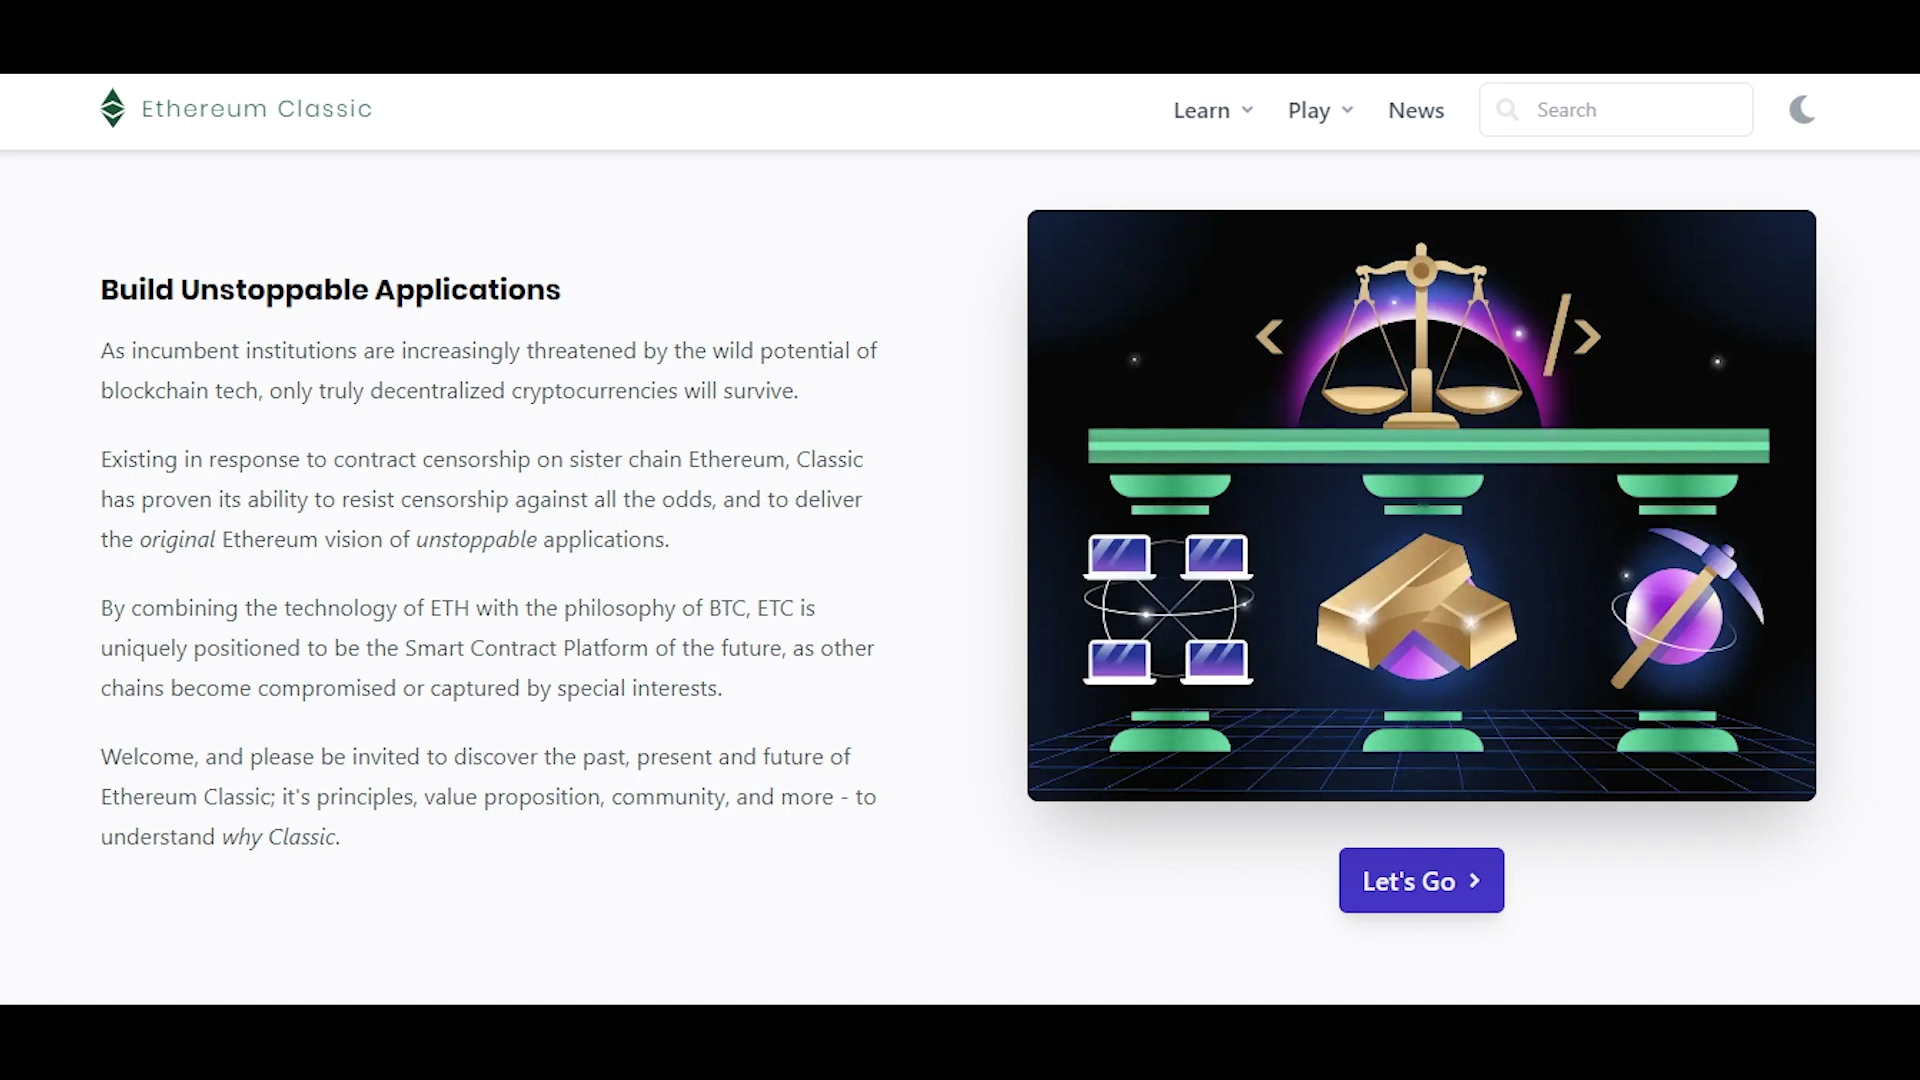 Ethereum Classic
Learn
Play
News
Search
Build Unstoppable Applications
As incumbent institutions are increasingly threatened by the wild potential of
blockchain tech, only truly decentralized cryptocurrencies will survive.
Existing in response to contract censorship on sister chain Ethereum, Classic
has proven its ability to resist censorship against all the odds, and to deliver
the original Ethereum vision of unstoppable applications.
By combining the technology of ETH with the philosophy of BTC, ETC is
uniquely positioned to be the Smart Contract Platform of the future, as other
chains become compromised or captured by special interests.
Welcome, and please be invited to discover the past, present and future of
Ethereum Classic; it's principles, value proposition, community, and more - to
understand why Classic.
< / >
Let's Go